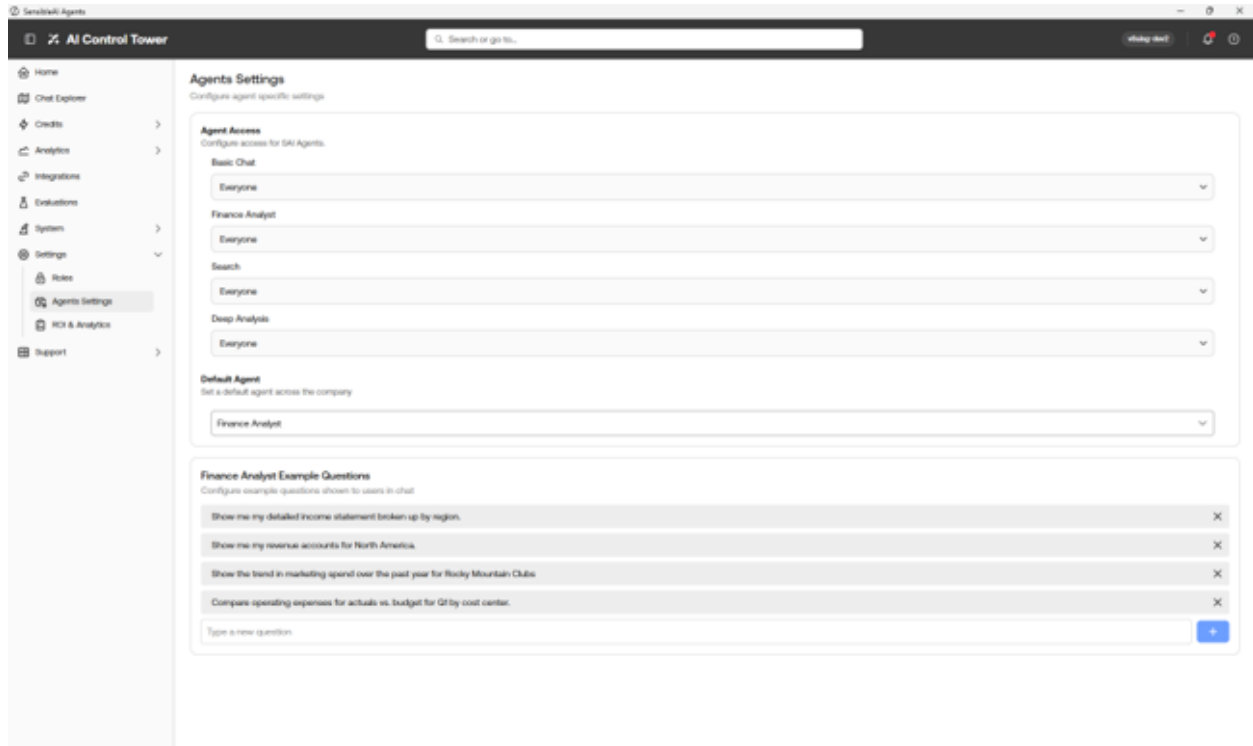 SensibleAI Agents
AI Control Tower
Search or go to...
Home
Chat Explorer
Credits
Analytics
Integrations
Evaluations
System
Settings
Roles
Agents Settings
ROI & Analytics
Support
Agents Settings
Configure agent specific settings
Agent Access
Configure access for SAI Agents.
Basic Chat
Everyone
Finance Analyst
Everyone
Search
Everyone
Deep Analysis
Everyone
Default Agent
Set a default agent across the company
Finance Analyst
Finance Analyst Example Questions
Configure example questions shown to users in chat
Show me my detailed income statement broken up by region.
Show me my revenue accounts for North America.
Show the trend in marketing spend over the past year for Rocky Mountain Clubs
Compare operating expenses for actuals vs. budget for Q1 by cost center.
Type a new question
+